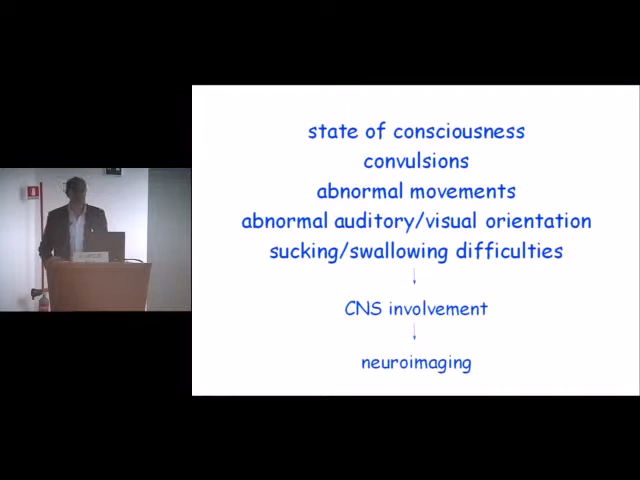 state of consciousness
convulsions
abnormal movements
abnormal auditory/visual orientation
sucking/swallowing difficulties
CNS involvement
neuroimaging